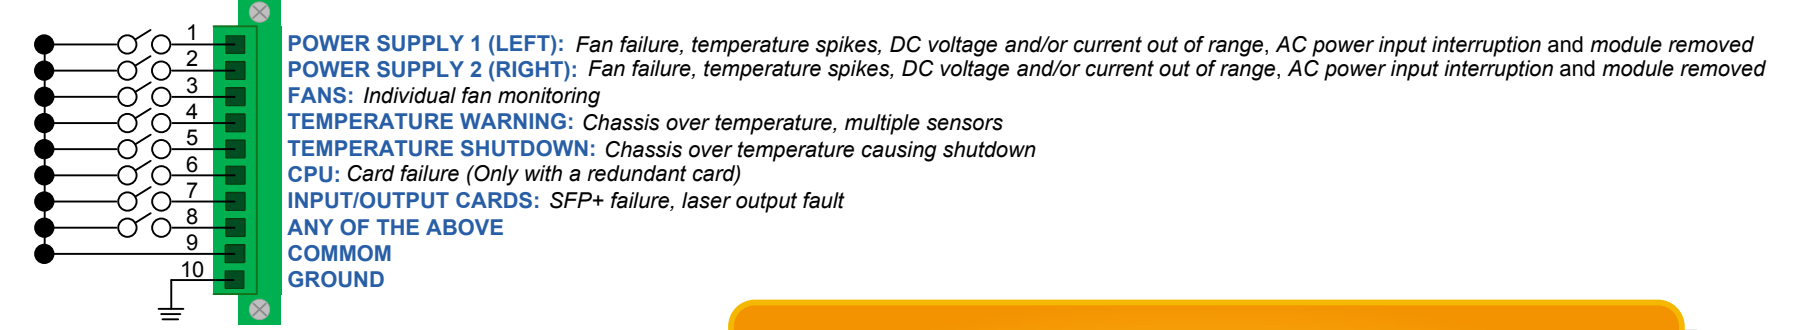 1 POWER SUPPLY 1 (LEFT): Fan failure, temperature spikes, DC voltage and/or current out of range, AC power input interruption and module removed
2 POWER SUPPLY 2 (RIGHT): Fan failure, temperature spikes, DC voltage and/or current out of range, AC power input interruption and module removed
3 FANS: Individual fan monitoring
4 TEMPERATURE WARNING: Chassis over temperature, multiple sensors
5 TEMPERATURE SHUTDOWN: Chassis over temperature causing shutdown
6 CPU: Card failure (Only with a redundant card)
7 INPUT/OUTPUT CARDS: SFP+ failure, laser output fault
8 ANY OF THE ABOVE
9 COMMOM
10 GROUND